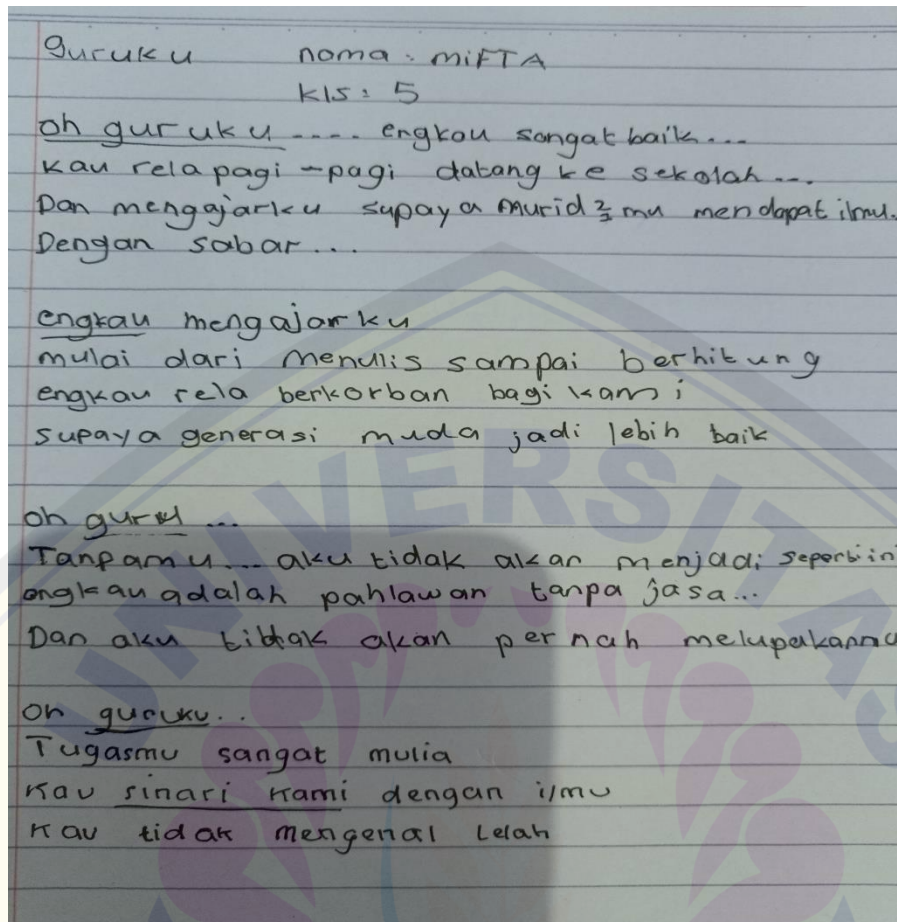 guruku nama : miFTA
kls : 5
oh guruku .... engkau sangat baik...
Kau rela pagi-pagi datang ke sekolah...
Dan mengajarku supaya murid2mu mendapat ilmu.
Dengan sabar...
engkau mengajarku
mulai dari menulis sampai berhitung
engkau rela berkorban bagi kami
supaya generasi muda jadi lebih baik
oh guru ...
Tanpamu... aku tidak akan menjadi seperti ini
engkau adalah pahlawan tanpa jasa...
Dan aku tidak akan pernah melupakanmu
oh guruku...
Tugasmu sangat mulia
Kau sinari kami dengan ilmu
Kau tidak mengenal lelah
UNIVERSITAS